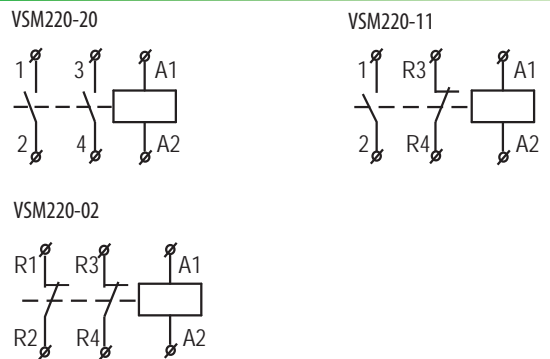 VSM220-20
1 3 A1
2 4 A2
VSM220-11
1 R3 A1
2 R4 A2
VSM220-02
R1 R3 A1
R2 R4 A2